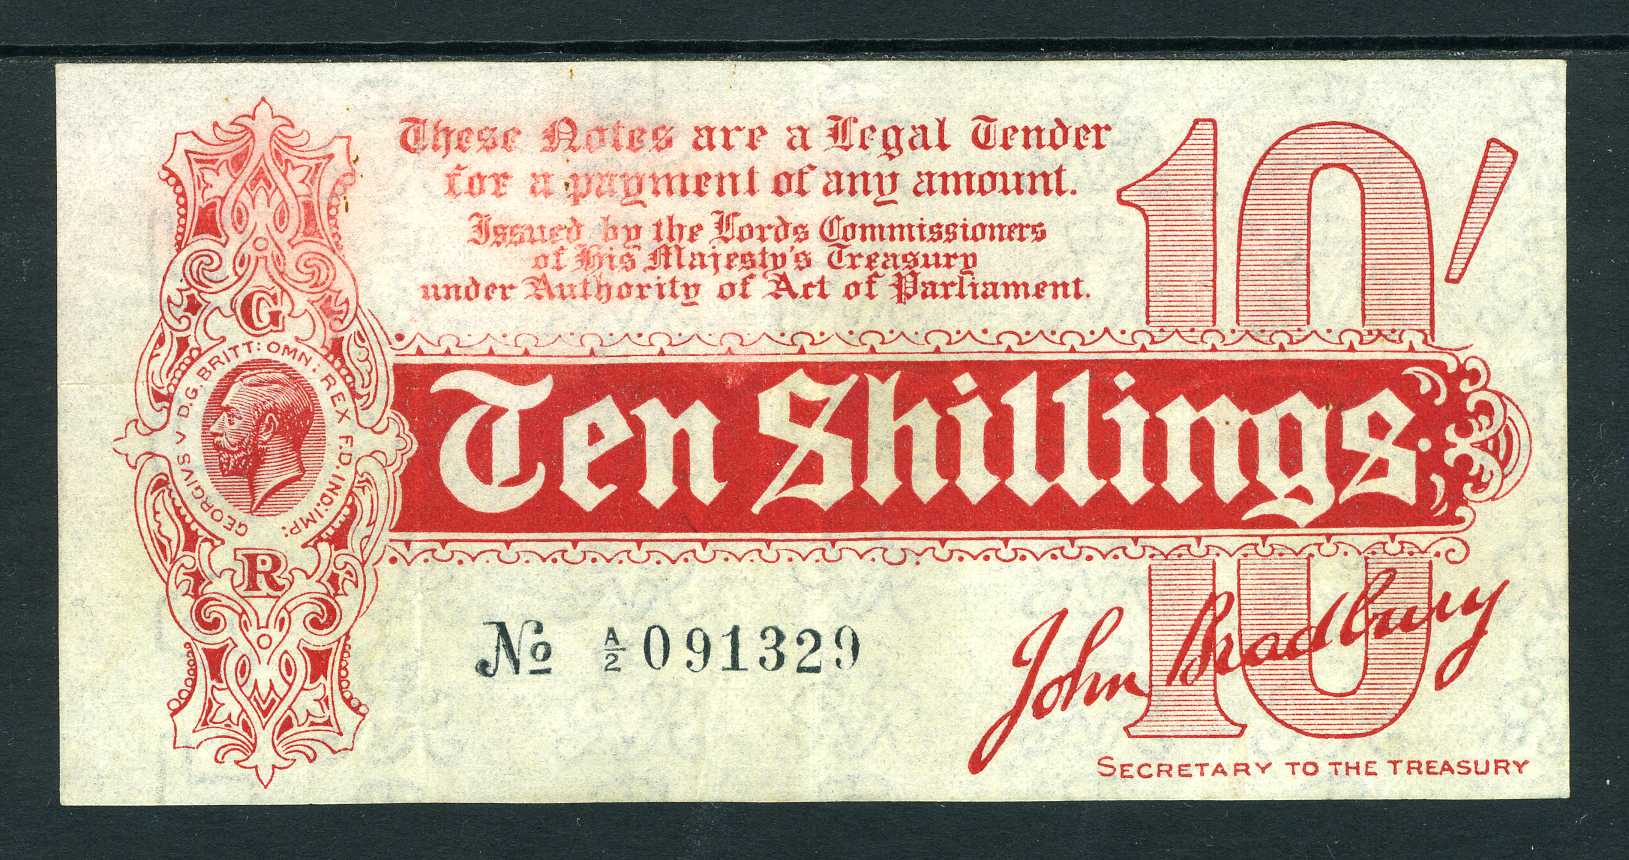 These Notes are a Legal Tender
for a payment of any amount.
Issued by the Lords Commissioners
of His Majesty's Treasury
under Authority of Act of Parliament.
10/
G
GEORGIVS V D.G. BRITT: OMN: REX F.D. IND: IMP:
R
Ten Shillings
No A/2 091329
John Bradbury
SECRETARY TO THE TREASURY